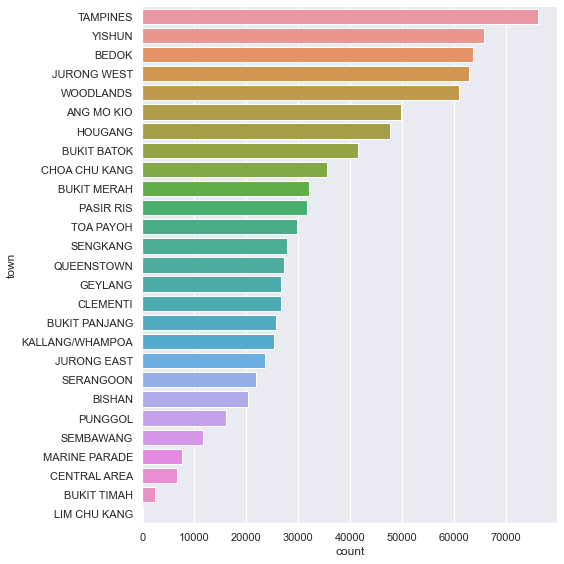 TAMPINES
YISHUN
BEDOK
JURONG WEST
WOODLANDS
ANG MO KIO
HOUGANG
BUKIT BATOK
CHOA CHU KANG
BUKIT MERAH
PASIR RIS
TOA PAYOH
SENGKANG
QUEENSTOWN
GEYLANG
CLEMENTI
BUKIT PANJANG
KALLANG/WHAMPOA
JURONG EAST
SERANGOON
BISHAN
PUNGGOL
SEMBAWANG
MARINE PARADE
CENTRAL AREA
BUKIT TIMAH
LIM CHU KANG
town
0 10000 20000 30000 40000 50000 60000 70000
count